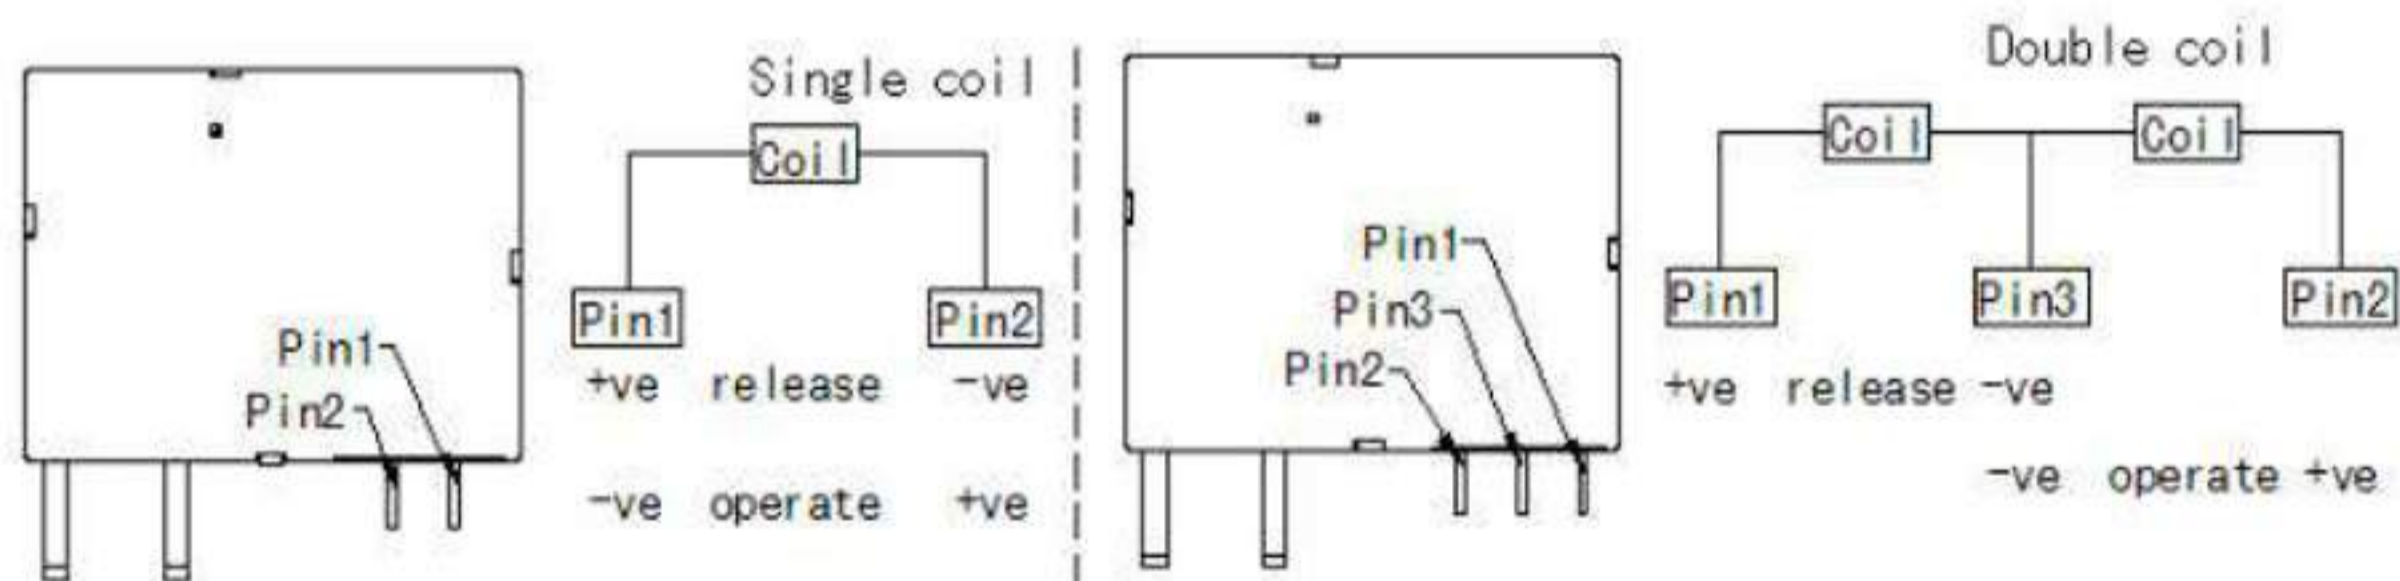 Single coil
Coil
Pin1 Pin2
+ve release -ve
-ve operate +ve
Pin1
Pin2
Double coil
Coil Coil
Pin1 Pin3 Pin2
+ve release -ve
-ve operate +ve
Pin1
Pin3
Pin2